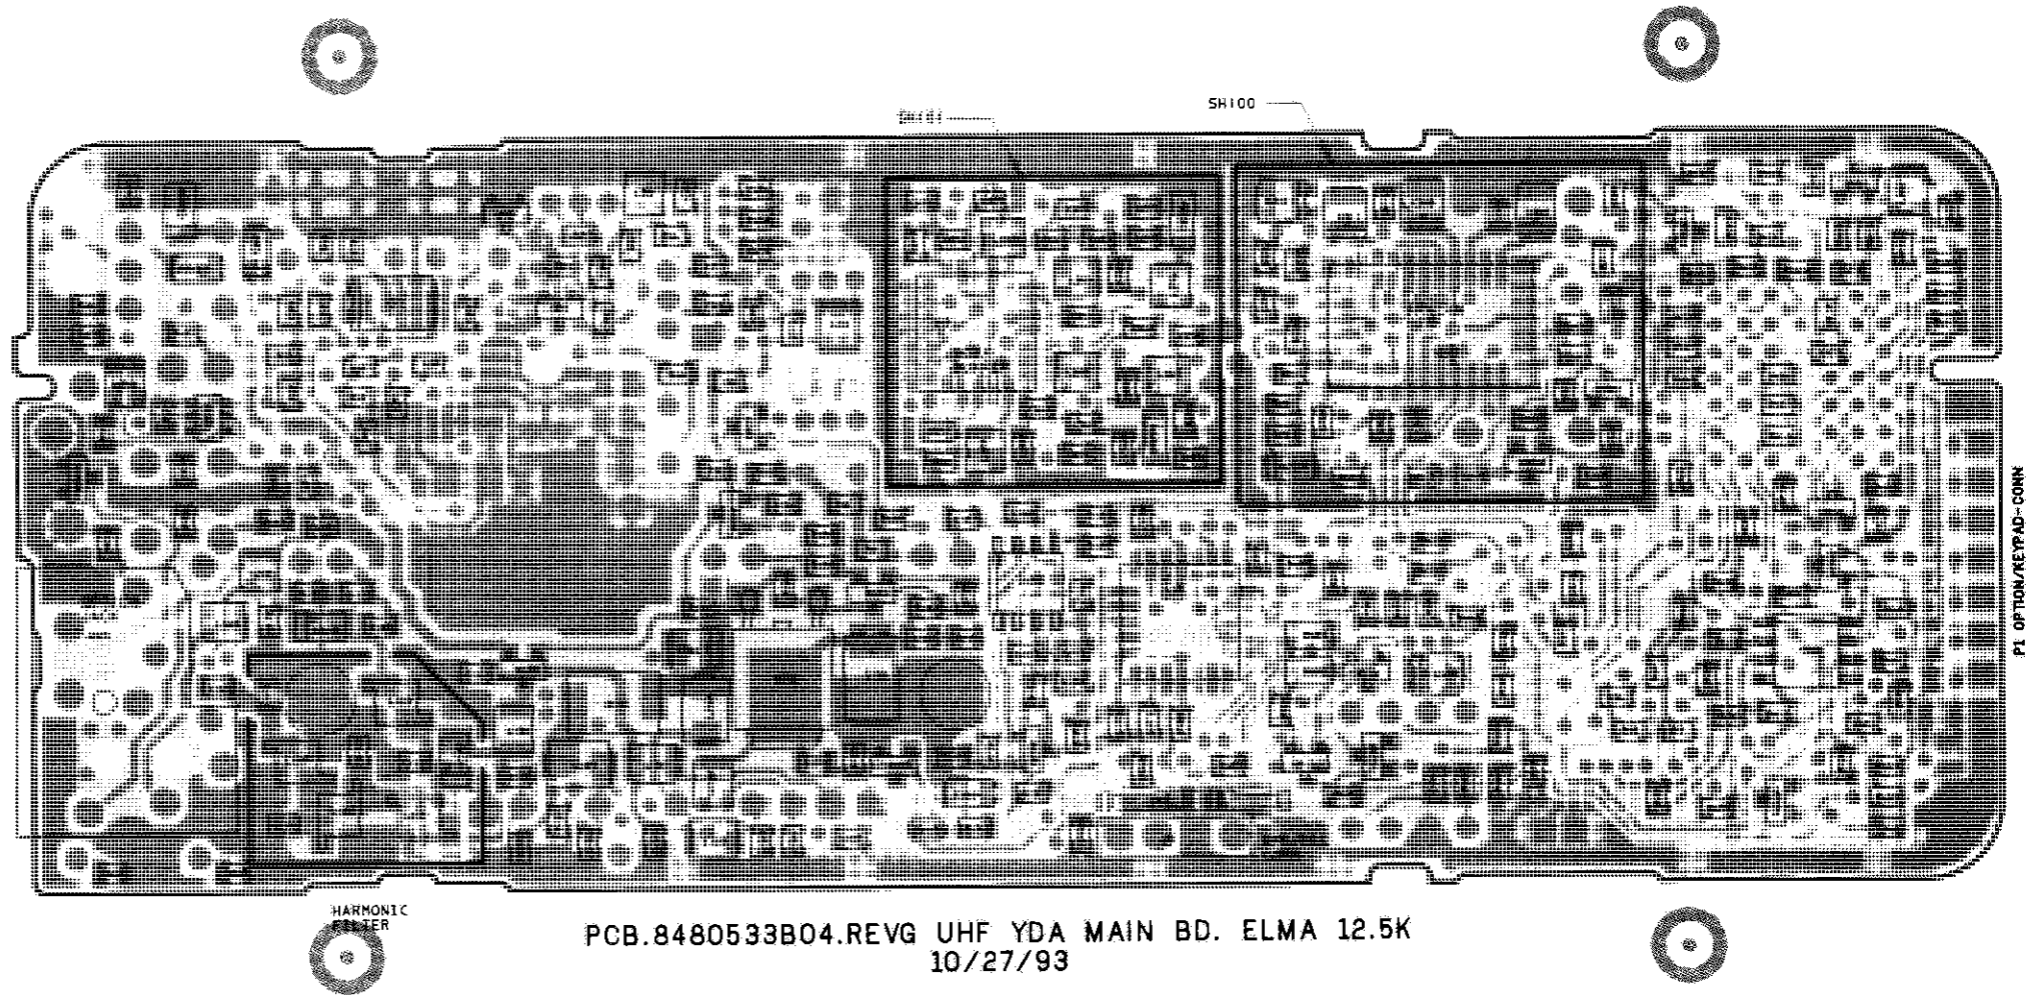 SH100
P1 OPTION/KEYPAD-CONN
HARMONIC
FILTER
PCB.8480533B04.REVG UHF YDA MAIN BD. ELMA 12.5K
10/27/93